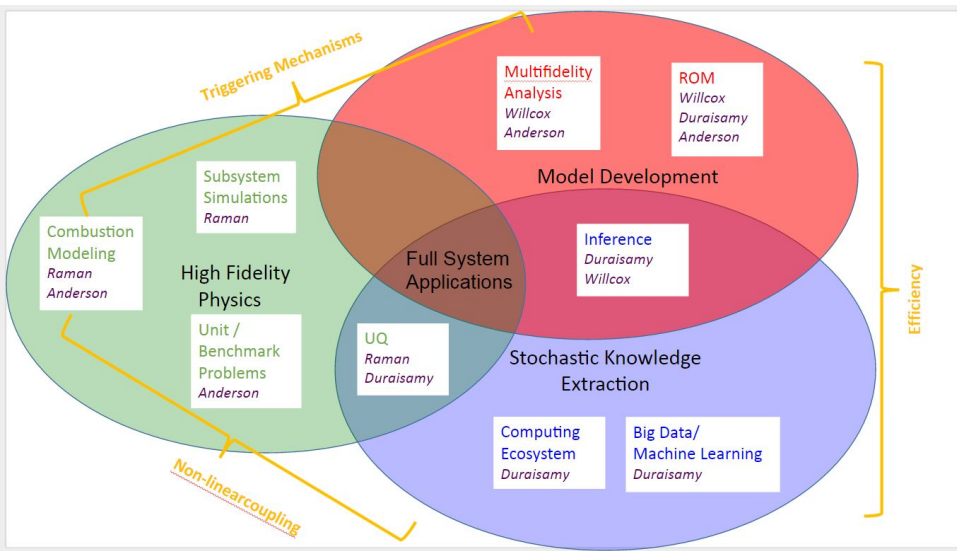 Triggering Mechanisms
Multifidelity
Analysis
Willcox
Anderson
ROM
Willcox
Duraisamy
Anderson
Model Development
Subsystem
Simulations
Raman
Combustion
Modeling
Raman
Anderson
High Fidelity
Physics
Full System
Applications
Inference
Duraisamy
Willcox
Efficiency
Unit /
Benchmark
Problems
Anderson
UQ
Raman
Duraisamy
Stochastic Knowledge
Extraction
Computing
Ecosystem
Duraisamy
Big Data/
Machine Learning
Duraisamy
Non-linearcoupling